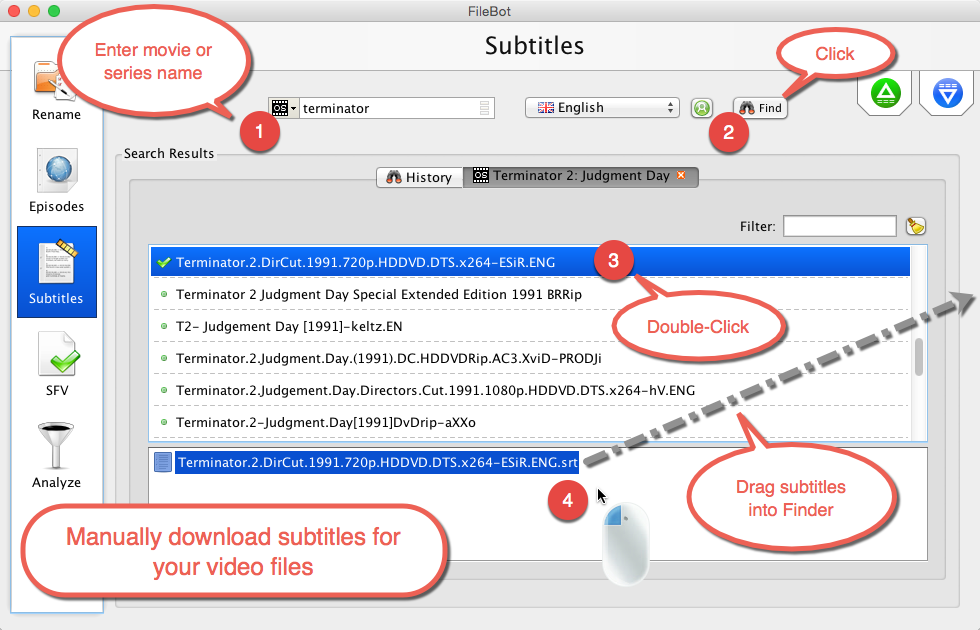 FileBot
Subtitles
Enter movie or
series name
Click
Rename
OS
terminator
English
Find
1
2
Search Results
History
OS
Terminator 2: Judgment Day
Episodes
Filter:
Terminator.2.DirCut.1991.720p.HDDVD.DTS.x264-ESiR.ENG
3
Terminator 2 Judgment Day Special Extended Edition 1991 BRRip
Subtitles
T2- Judgement Day [1991]-keltz.EN
Double-Click
Terminator.2.Judgment.Day.(1991).DC.HDDVDRip.AC3.XviD-PRODJi
SFV
Terminator.2.Judgement.Day.Directors.Cut.1991.1080p.HDDVD.DTS.x264-hV.ENG
Terminator.2-Judgment.Day[1991]DvDrip-aXXo
Terminator.2.DirCut.1991.720p.HDDVD.DTS.x264-ESiR.ENG.srt
Analyze
4
Drag subtitles
into Finder
Manually download subtitles for
your video files